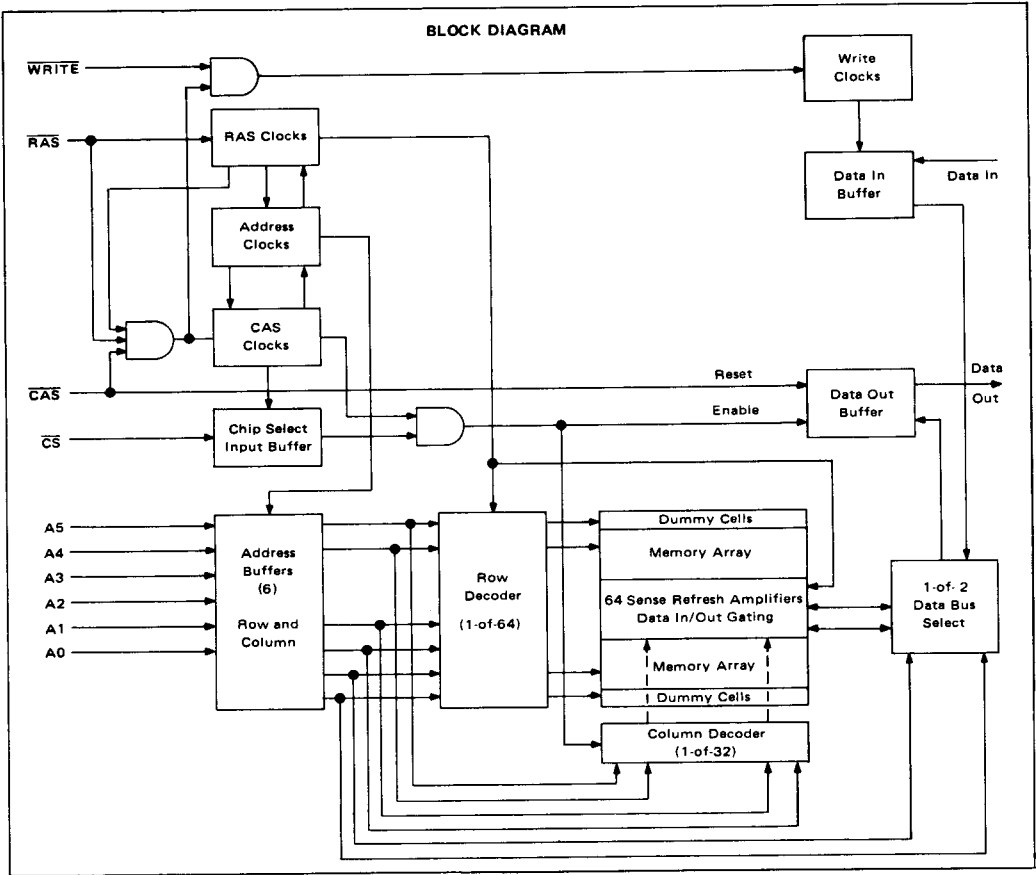 BLOCK DIAGRAM
WRITE
Write
Clocks
RAS
RAS Clocks
Data In
Buffer
Data In
Address
Clocks
CAS
Clocks
CAS
Reset
Data
Out
Data Out
Buffer
Enable
CS
Chip Select
Input Buffer
A5
A4
A3
A2
A1
A0
Address
Buffers
(6)
Row and
Column
Row
Decoder
(1-of-64)
Dummy Cells
Memory Array
64 Sense Refresh Amplifiers
Data In/Out Gating
Memory Array
Dummy Cells
1-of-2
Data Bus
Select
Column Decoder
(1-of-32)